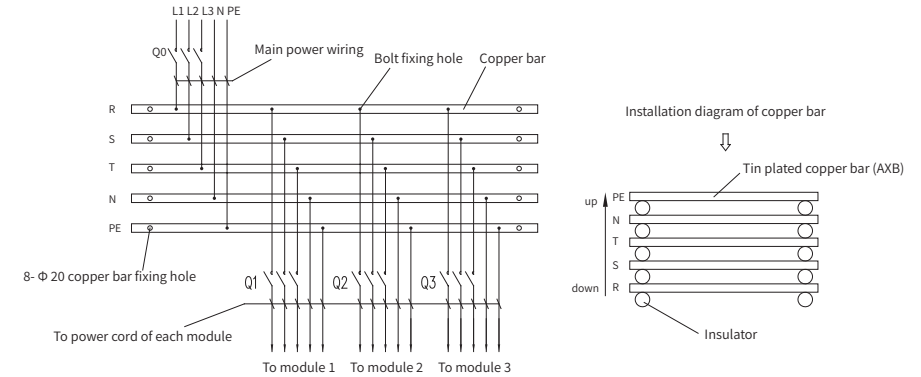 L1 L2 L3 N PE
Q0
Main power wiring
Bolt fixing hole
Copper bar
R
S
T
N
PE
8- Φ 20 copper bar fixing hole
Q1
Q2
Q3
To power cord of each module
To module 1
To module 2
To module 3
Installation diagram of copper bar
Tin plated copper bar (AXB)
up
PE
N
T
S
down
R
Insulator